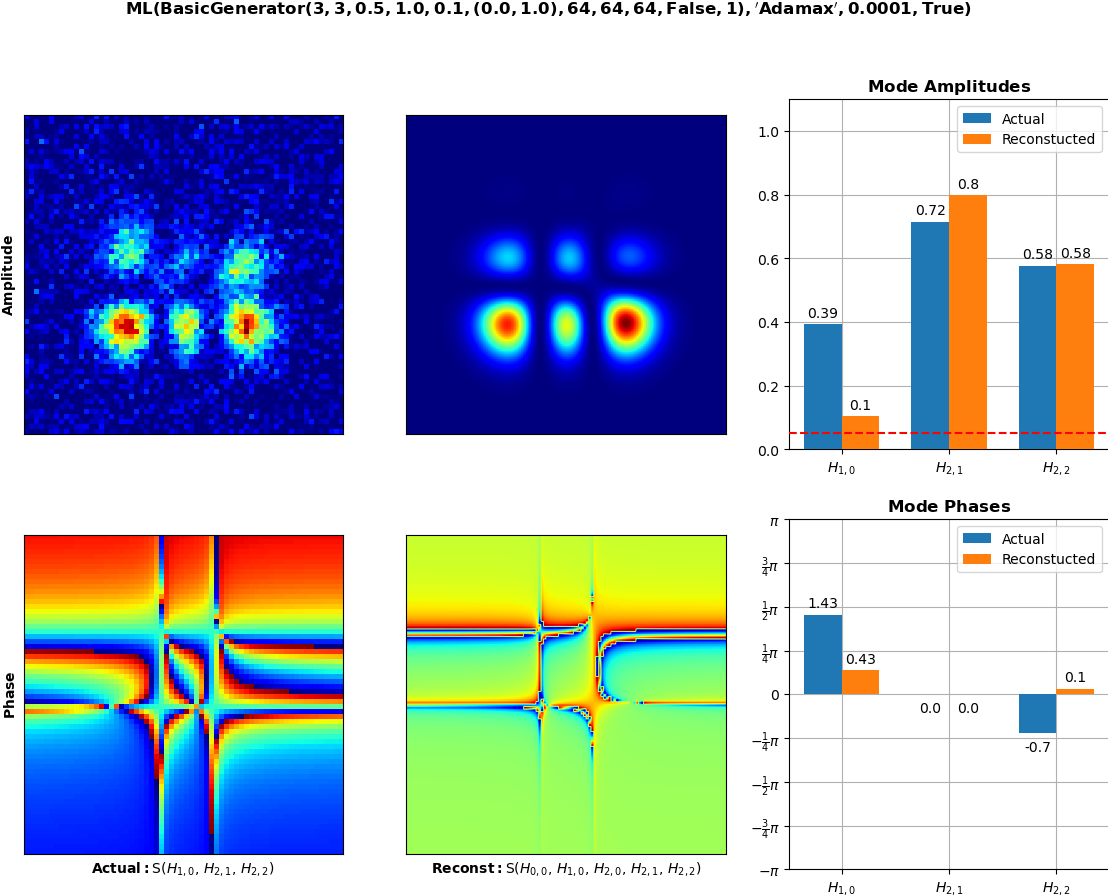 ML(BasicGenerator(3, 3, 0.5, 1.0, 0.1, (0.0, 1.0), 64, 64, 64, False, 1), 'Adamax', 0.0001, True)
Amplitude
Mode Amplitudes
Actual
Reconstucted
1.0
0.8
0.6
0.4
0.2
0.0
0.39
0.1
0.72
0.8
0.58
0.58
H1,0
H2,1
H2,2
Phase
Actual: S(H1,0, H2,1, H2,2)
Reconst: S(H0,0, H1,0, H2,0, H2,1, H2,2)
Mode Phases
Actual
Reconstucted
π
3/4π
1/2π
1/4π
0
−1/4π
−1/2π
−3/4π
−π
1.43
0.43
0.0
0.0
-0.7
0.1
H1,0
H2,1
H2,2